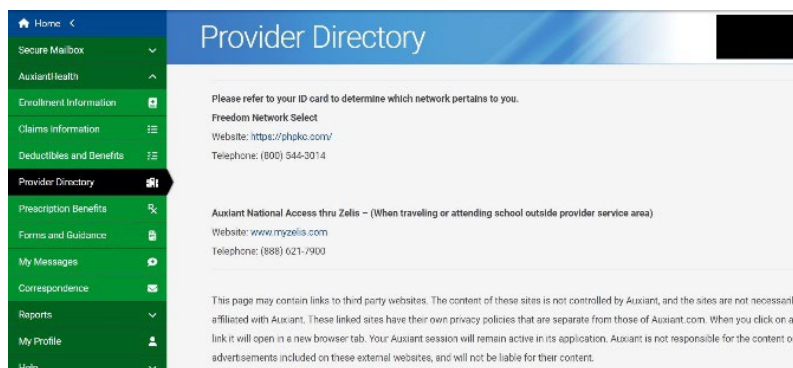 Home <
Secure Mailbox
AuxiantHealth
Enrollment Information
Claims Information
Deductibles and Benefits
Provider Directory
Prescription Benefits
Forms and Guidance
My Messages
Correspondence
Reports
My Profile
Help
Provider Directory
Please refer to your ID card to determine which network pertains to you.
Freedom Network Select
Website: https://phpkc.com/
Telephone: (800) 544-3014
Auxiant National Access thru Zelis – (When traveling or attending school outside provider service area)
Website: www.myzelis.com
Telephone: (888) 621-7900
This page may contain links to third party websites. The content of these sites is not controlled by Auxiant, and the sites are not necessaril
affiliated with Auxiant. These linked sites have their own privacy policies that are separate from those of Auxiant.com. When you click on a
link it will open in a new browser tab. Your Auxiant session will remain active in its application. Auxiant is not responsible for the content o
advertisements included on these external websites, and will not be liable for their content.